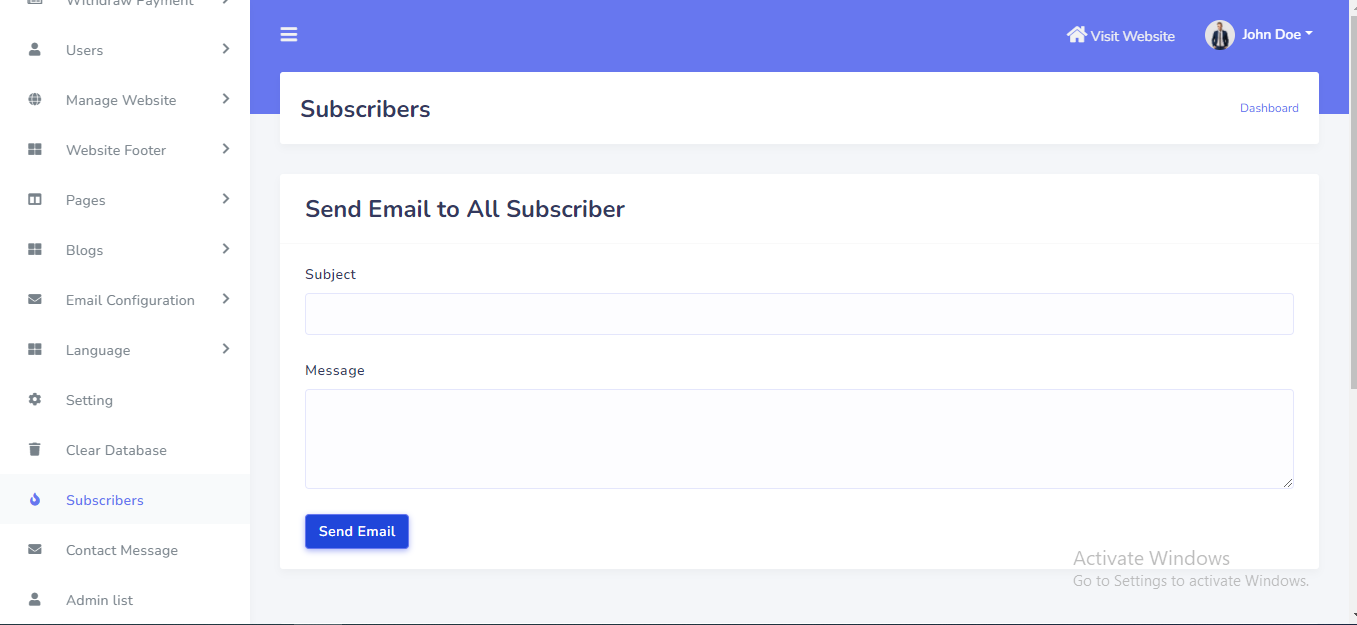 Withdraw Payment
Users
Manage Website
Website Footer
Pages
Blogs
Email Configuration
Language
Setting
Clear Database
Subscribers
Contact Message
Admin list
Visit Website
John Doe
Subscribers
Dashboard
Send Email to All Subscriber
Subject
Message
Send Email
Activate Windows
Go to Settings to activate Windows.